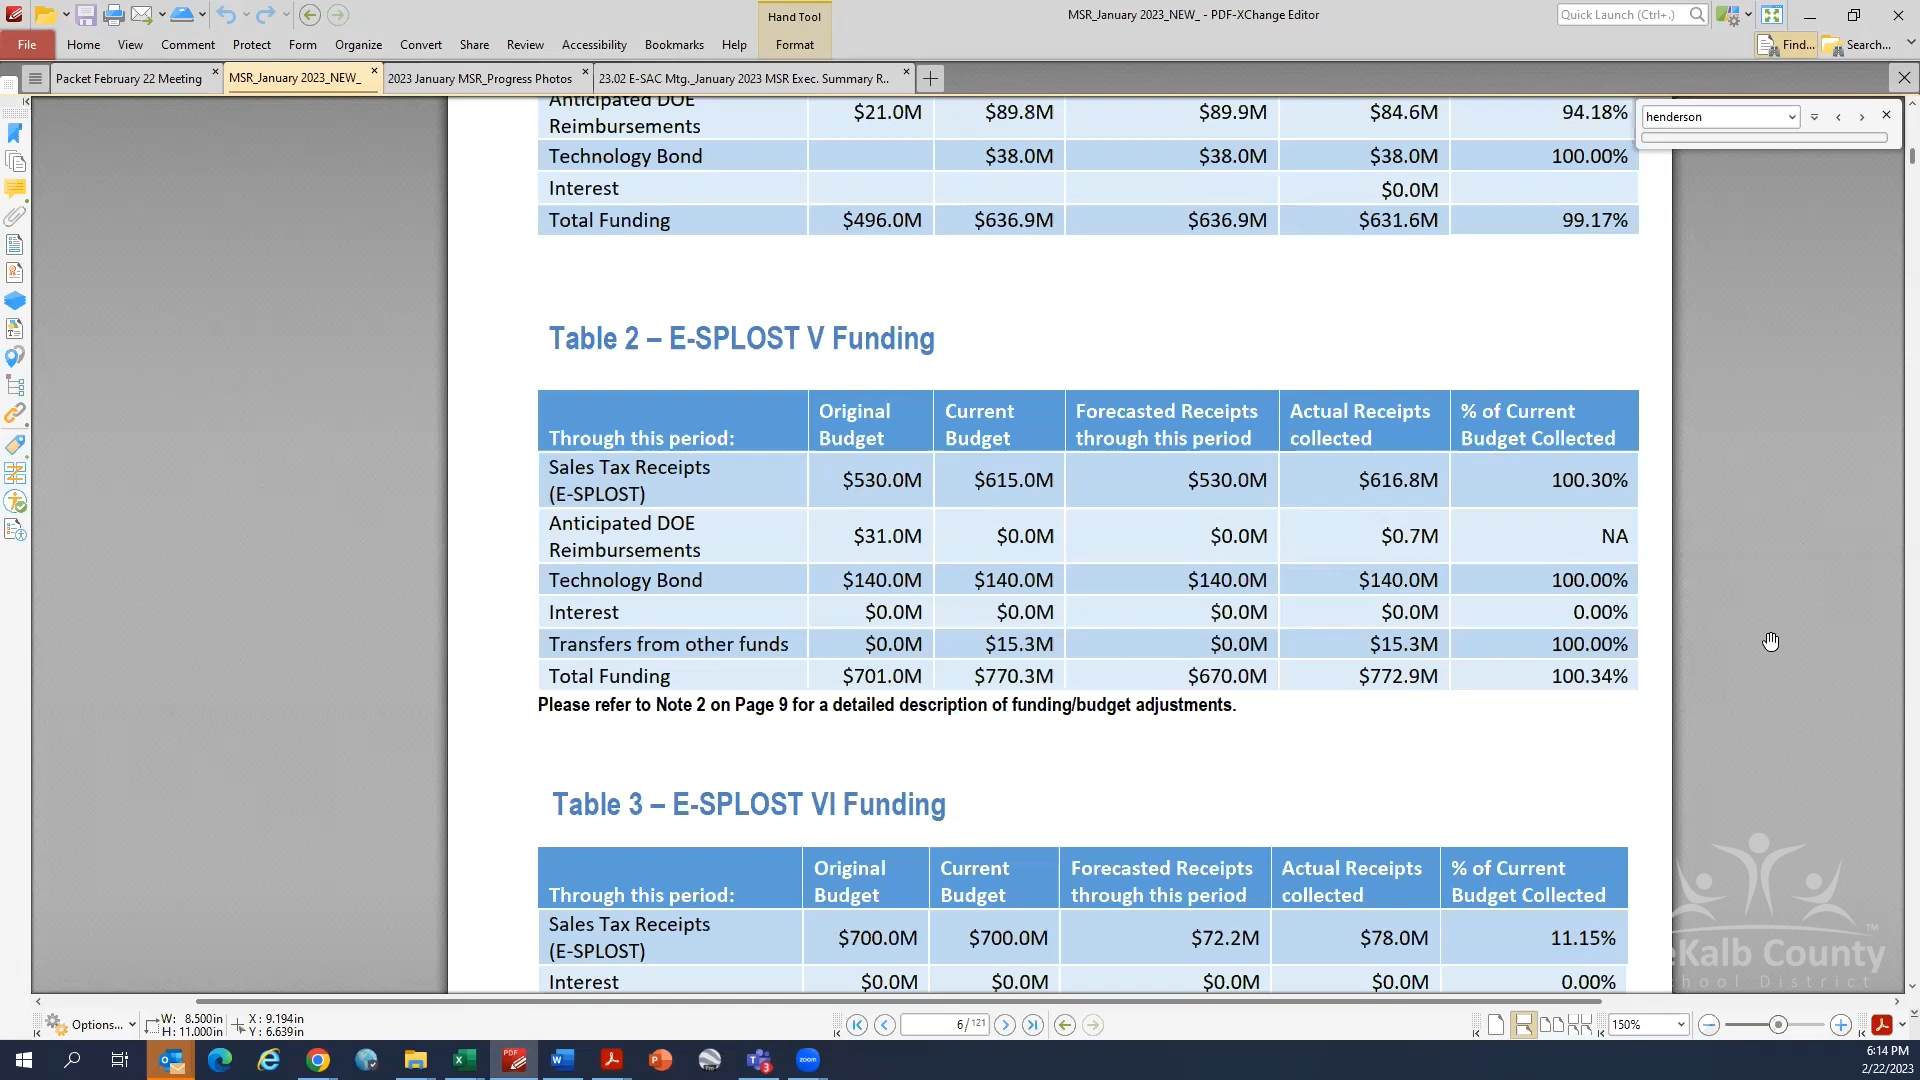 Hand Tool
MSR_January 2023_NEW_ - PDF-XChange Editor
Quick Launch (Ctrl+.)
File
Home
View
Comment
Protect
Form
Organize
Convert
Share
Review
Accessibility
Bookmarks
Help
Format
Find...
Search...
Packet February 22 Meeting
MSR_January 2023_NEW_
2023 January MSR_Progress Photos
23.02 E-SAC Mtg._January 2023 MSR Exec. Summary R..
henderson
Anticipated DOE
Reimbursements $21.0M $89.8M $89.9M $84.6M 94.18%
Technology Bond $38.0M $38.0M $38.0M 100.00%
Interest $0.0M
Total Funding $496.0M $636.9M $636.9M $631.6M 99.17%
Table 2 – E-SPLOST V Funding
Through this period: Original Budget Current Budget Forecasted Receipts through this period Actual Receipts collected % of Current Budget Collected
Sales Tax Receipts
(E-SPLOST) $530.0M $615.0M $530.0M $616.8M 100.30%
Anticipated DOE
Reimbursements $31.0M $0.0M $0.0M $0.7M NA
Technology Bond $140.0M $140.0M $140.0M $140.0M 100.00%
Interest $0.0M $0.0M $0.0M $0.0M 0.00%
Transfers from other funds $0.0M $15.3M $0.0M $15.3M 100.00%
Total Funding $701.0M $770.3M $670.0M $772.9M 100.34%
Please refer to Note 2 on Page 9 for a detailed description of funding/budget adjustments.
Table 3 – E-SPLOST VI Funding
Through this period: Original Budget Current Budget Forecasted Receipts through this period Actual Receipts collected % of Current Budget Collected
Sales Tax Receipts
(E-SPLOST) $700.0M $700.0M $72.2M $78.0M 11.15%
Interest $0.0M $0.0M $0.0M $0.0M 0.00%
eKalb County
hool District
TM
Options...
W: 8.500in
H: 11.000in
X: 9.194in
Y: 6.639in
6 / 121
150%
6:14 PM
2/22/2023